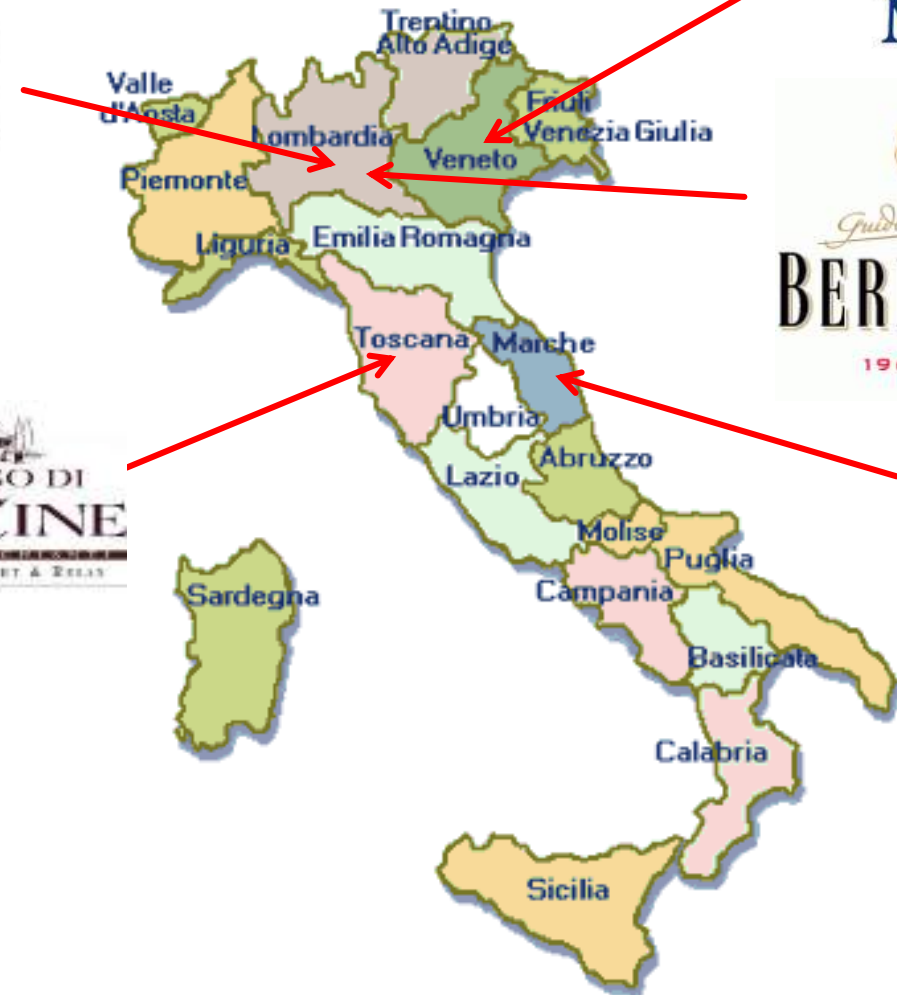 Trentino
Alto Adige
Valle
d'Aosta
Lombardia
Friuli
Venezia Giulia
Veneto
Piemonte
Liguria
Emilia Romagna
BER
19
Toscana
Marche
Umbria
Abruzzo
Lazio
DI
CINE
Molise
Puglia
Campania
Sardegna
Basilicata
Calabria
Sicilia